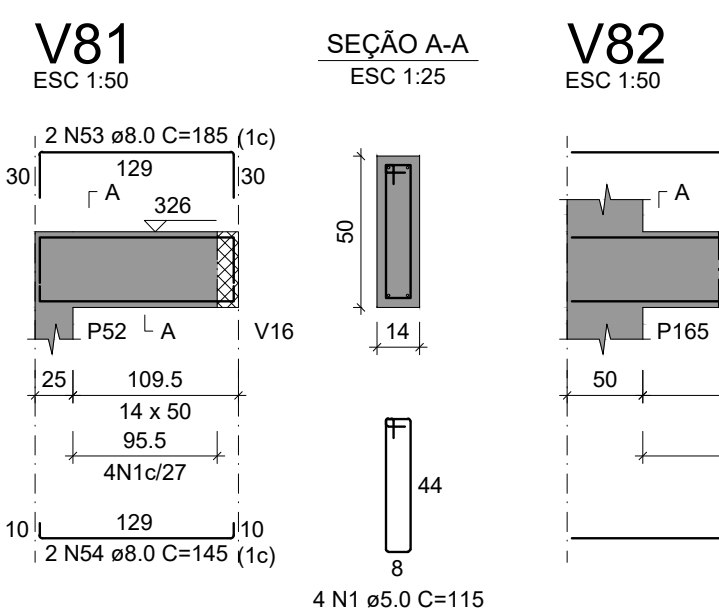 V81
ESC 1:50
2 N53 ø8.0 C=185 (1c)
129
30
30
A
326
P52
A
V16
25
109.5
14 x 50
95.5
4N1c/27
10
129
10
2 N54 ø8.0 C=145 (1c)
SEÇÃO A-A
ESC 1:25
50
14
44
8
4 N1 ø5.0 C=115
V82
ESC 1:50
A
P165
50